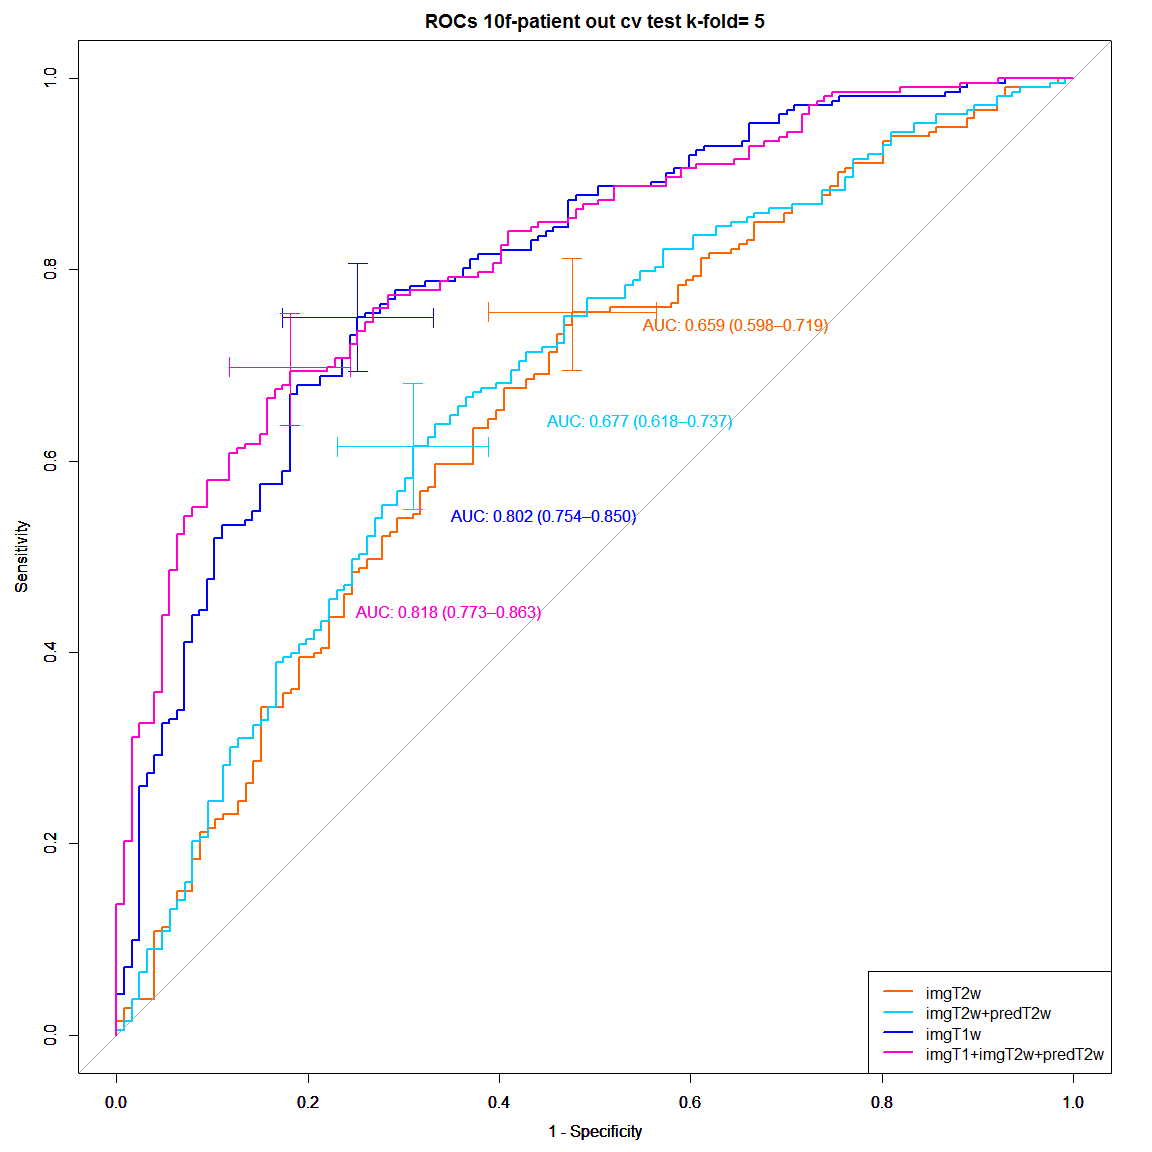 ROCs 10f-patient out cv test k-fold= 5
Sensitivity
1.0
0.8
0.6
0.4
0.2
0.0
AUC: 0.659 (0.598–0.719)
AUC: 0.677 (0.618–0.737)
AUC: 0.802 (0.754–0.850)
AUC: 0.818 (0.773–0.863)
imgT2w
imgT2w+predT2w
imgT1w
imgT1+imgT2w+predT2w
0.0 0.2 0.4 0.6 0.8 1.0
1 - Specificity